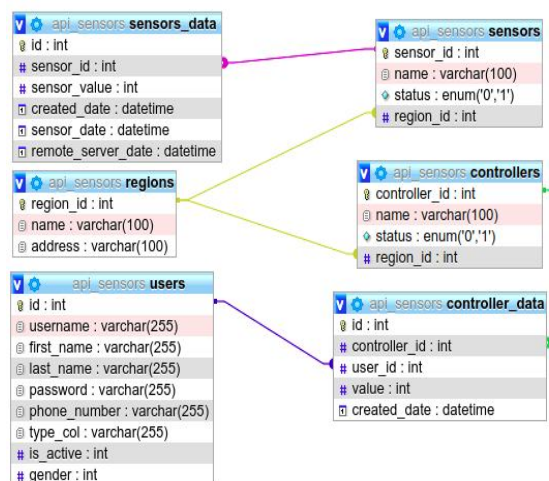 api_sensors sensors_data
id : int
sensor_id : int
sensor_value : int
created_date : datetime
sensor_date : datetime
remote_server_date : datetime
api_sensors sensors
sensor_id : int
name : varchar(100)
status : enum('0','1')
region_id : int
api_sensors regions
region_id : int
name : varchar(100)
address : varchar(100)
api_sensors controllers
controller_id : int
name : varchar(100)
status : enum('0','1')
region_id : int
api_sensors users
id : int
username : varchar(255)
first_name : varchar(255)
last_name : varchar(255)
password : varchar(255)
phone_number : varchar(255)
type_col : varchar(255)
is_active : int
gender : int
api_sensors controller_data
id : int
controller_id : int
user_id : int
value : int
created_date : datetime